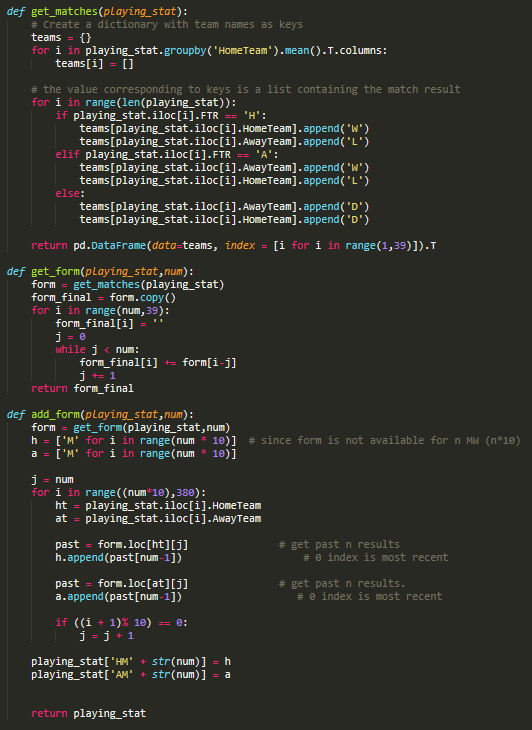 def get_matches(playing_stat):
    # Create a dictionary with team names as keys
    teams = {}
    for i in playing_stat.groupby('HomeTeam').mean().T.columns:
        teams[i] = []

    # the value corresponding to keys is a list containing the match result
    for i in range(len(playing_stat)):
        if playing_stat.iloc[i].FTR == 'H':
            teams[playing_stat.iloc[i].HomeTeam].append('W')
            teams[playing_stat.iloc[i].AwayTeam].append('L')
        elif playing_stat.iloc[i].FTR == 'A':
            teams[playing_stat.iloc[i].AwayTeam].append('W')
            teams[playing_stat.iloc[i].HomeTeam].append('L')
        else:
            teams[playing_stat.iloc[i].AwayTeam].append('D')
            teams[playing_stat.iloc[i].HomeTeam].append('D')

    return pd.DataFrame(data=teams, index = [i for i in range(1,39)]).T

def get_form(playing_stat,num):
    form = get_matches(playing_stat)
    form_final = form.copy()
    for i in range(num,39):
        form_final[i] = ''
        j = 0
        while j < num:
            form_final[i] += form[i-j]
            j += 1
    return form_final

def add_form(playing_stat,num):
    form = get_form(playing_stat,num)
    h = ['M' for i in range(num * 10)]  # since form is not available for n MW (n*10)
    a = ['M' for i in range(num * 10)]

    j = num
    for i in range((num*10),380):
        ht = playing_stat.iloc[i].HomeTeam
        at = playing_stat.iloc[i].AwayTeam

        past = form.loc[ht][j]               # get past n results
        h.append(past[num-1])                    # 0 index is most recent

        past = form.loc[at][j]               # get past n results.
        a.append(past[num-1])                   # 0 index is most recent

        if ((i + 1)% 10) == 0:
            j = j + 1

    playing_stat['HM' + str(num)] = h
    playing_stat['AM' + str(num)] = a

    return playing_stat